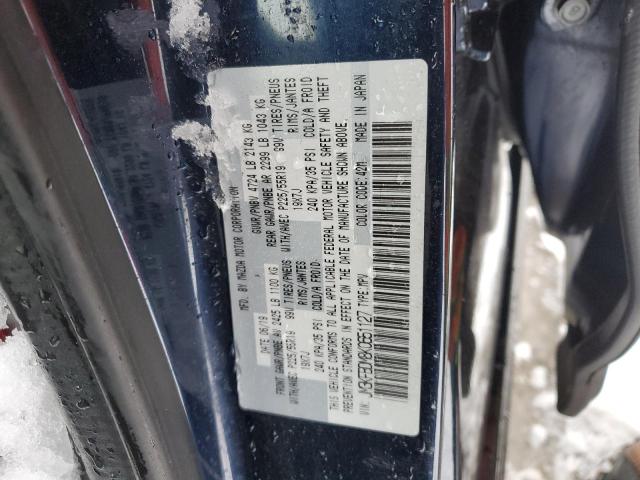 MFD. BY MAZDA MOTOR CORPORATION
DATE: 06/19 GVWR/PNBV 4724 LB 2143 KG
FRONT GAWR/PNBE AV 2425 LB 1100 KG REAR GAWR/PNBE AR 2299 LB 1043 KG
WITH/AVEC P225/55R19 99V TIRES/PNEUS WITH/AVEC P225/55R19 99V TIRES/PNEUS
19X7J RIMS/JANTES 19X7J RIMS/JANTES
240 KPA/35 PSI COLD/A FROID 240 KPA/35 PSI COLD/A FROID
THIS VEHICLE CONFORMS TO ALL APPLICABLE FEDERAL MOTOR VEHICLE SAFETY AND THEFT
PREVENTION STANDARDS IN EFFECT ON THE DATE OF MANUFACTURE SHOWN ABOVE.
VIN: TYPE:MPV COLOR CODE:42M MADE IN JAPAN